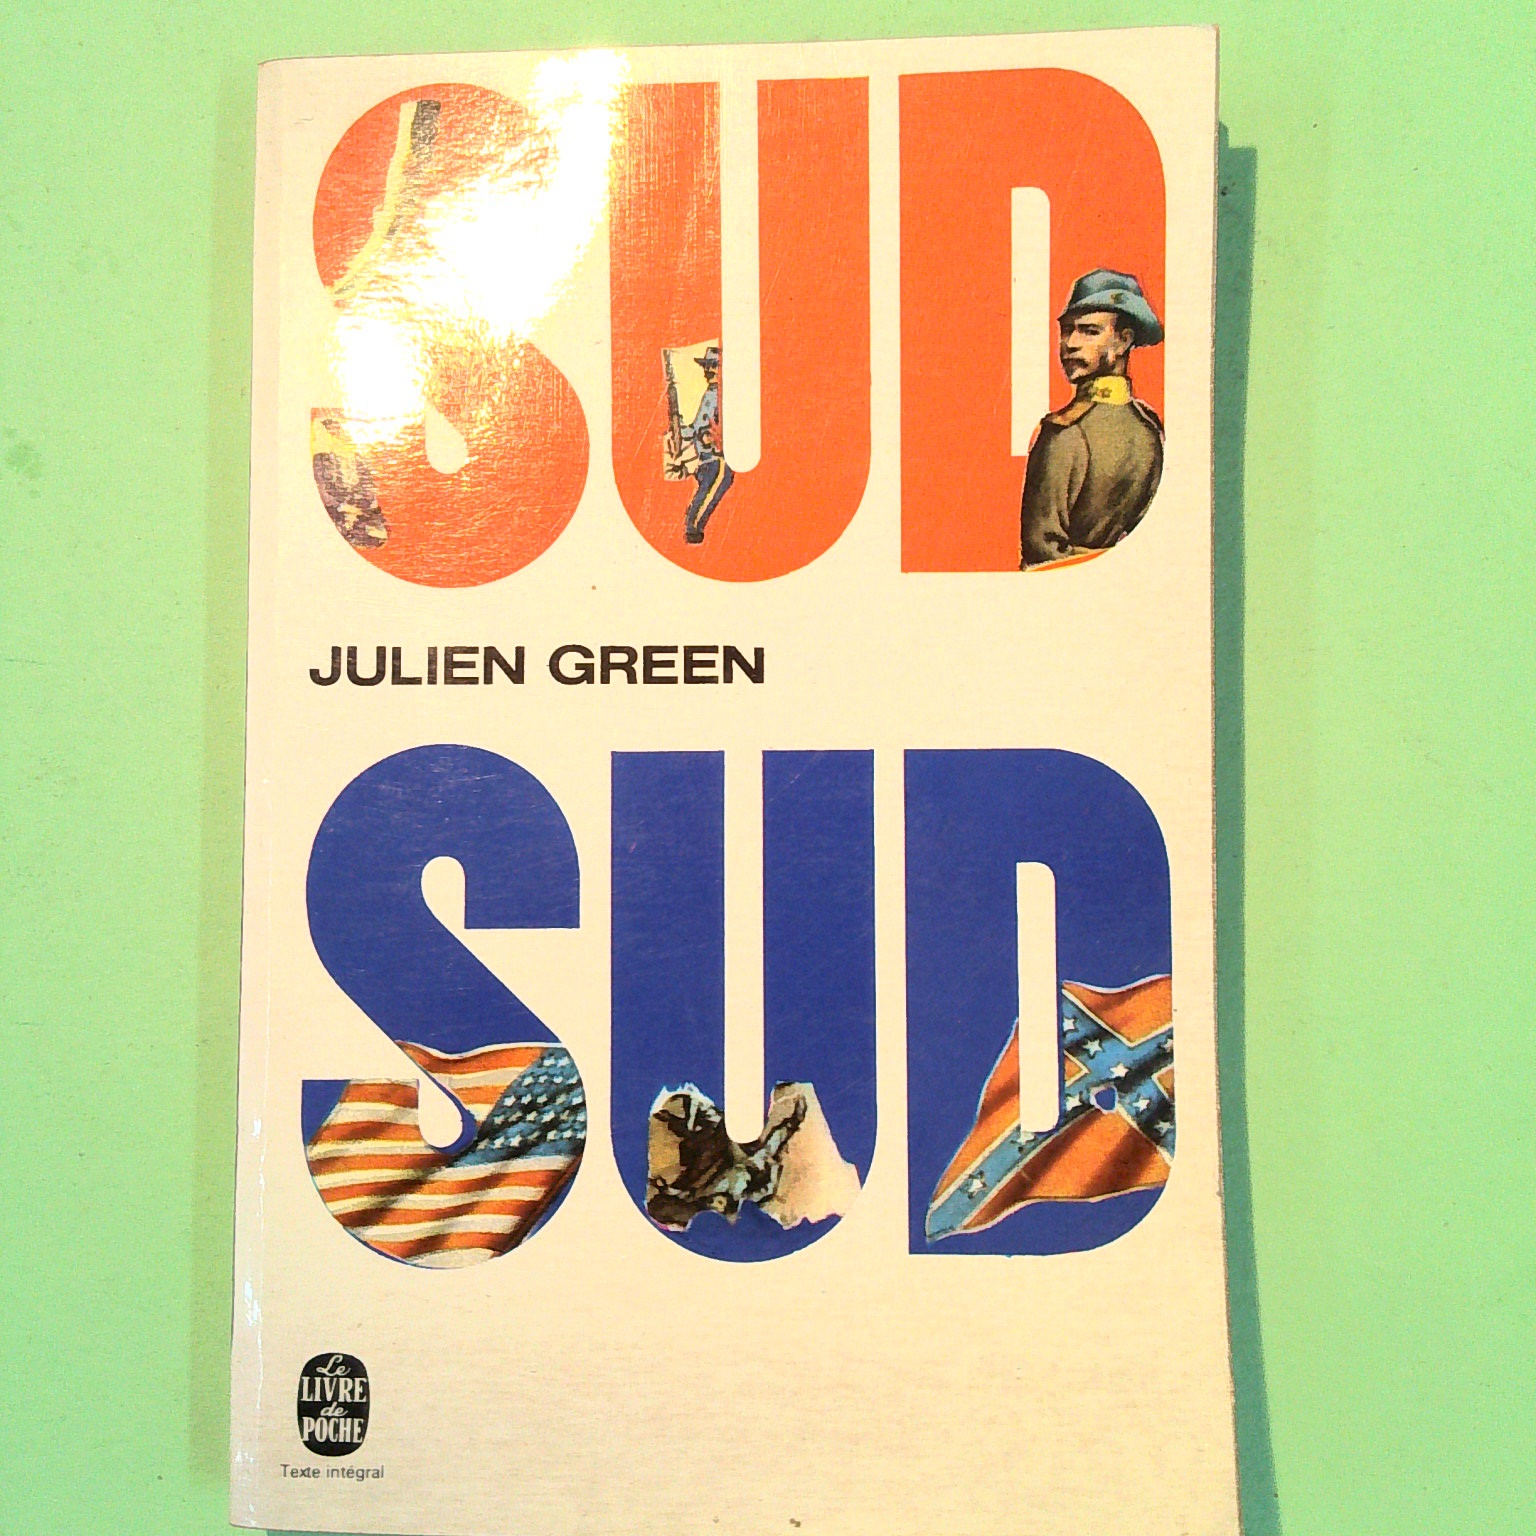 SUD
JULIEN GREEN
SUD
Le
LIVRE
de
POCHE
Texte intégral